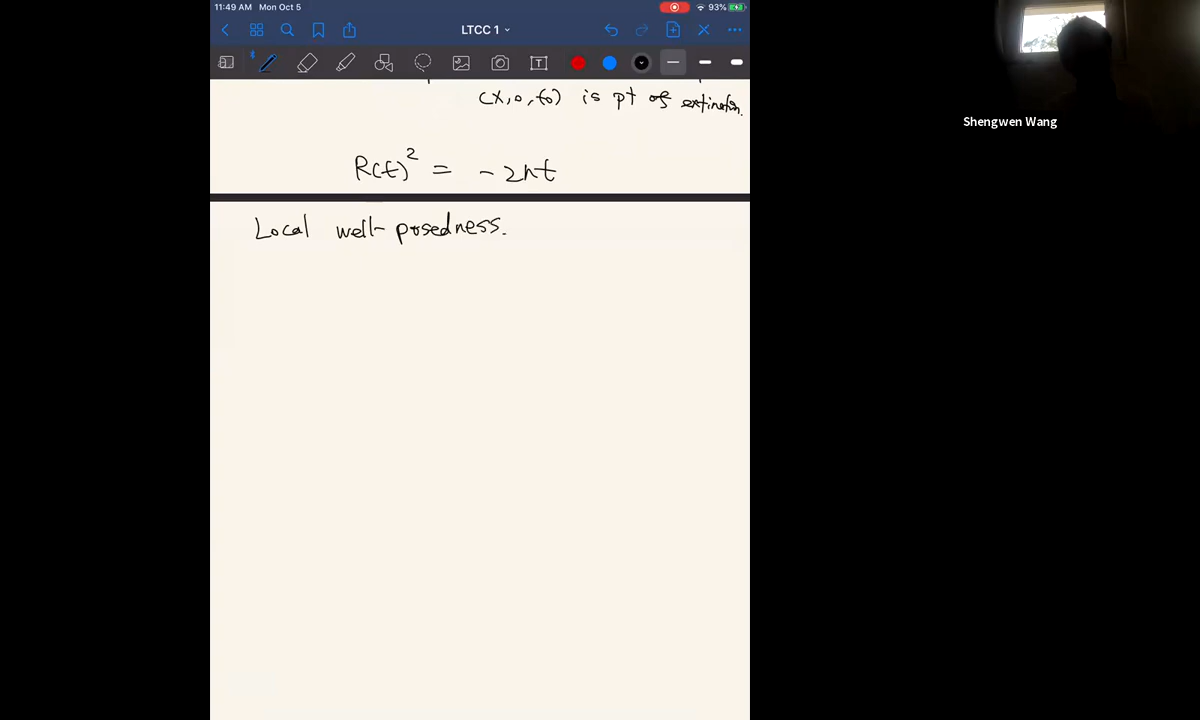 11:49 AM Mon Oct 5
93%
LTCC 1
T
(x,0,t0) is pt of extinction.
R(t)² = -2nt
Local well-posedness.
Shengwen Wang